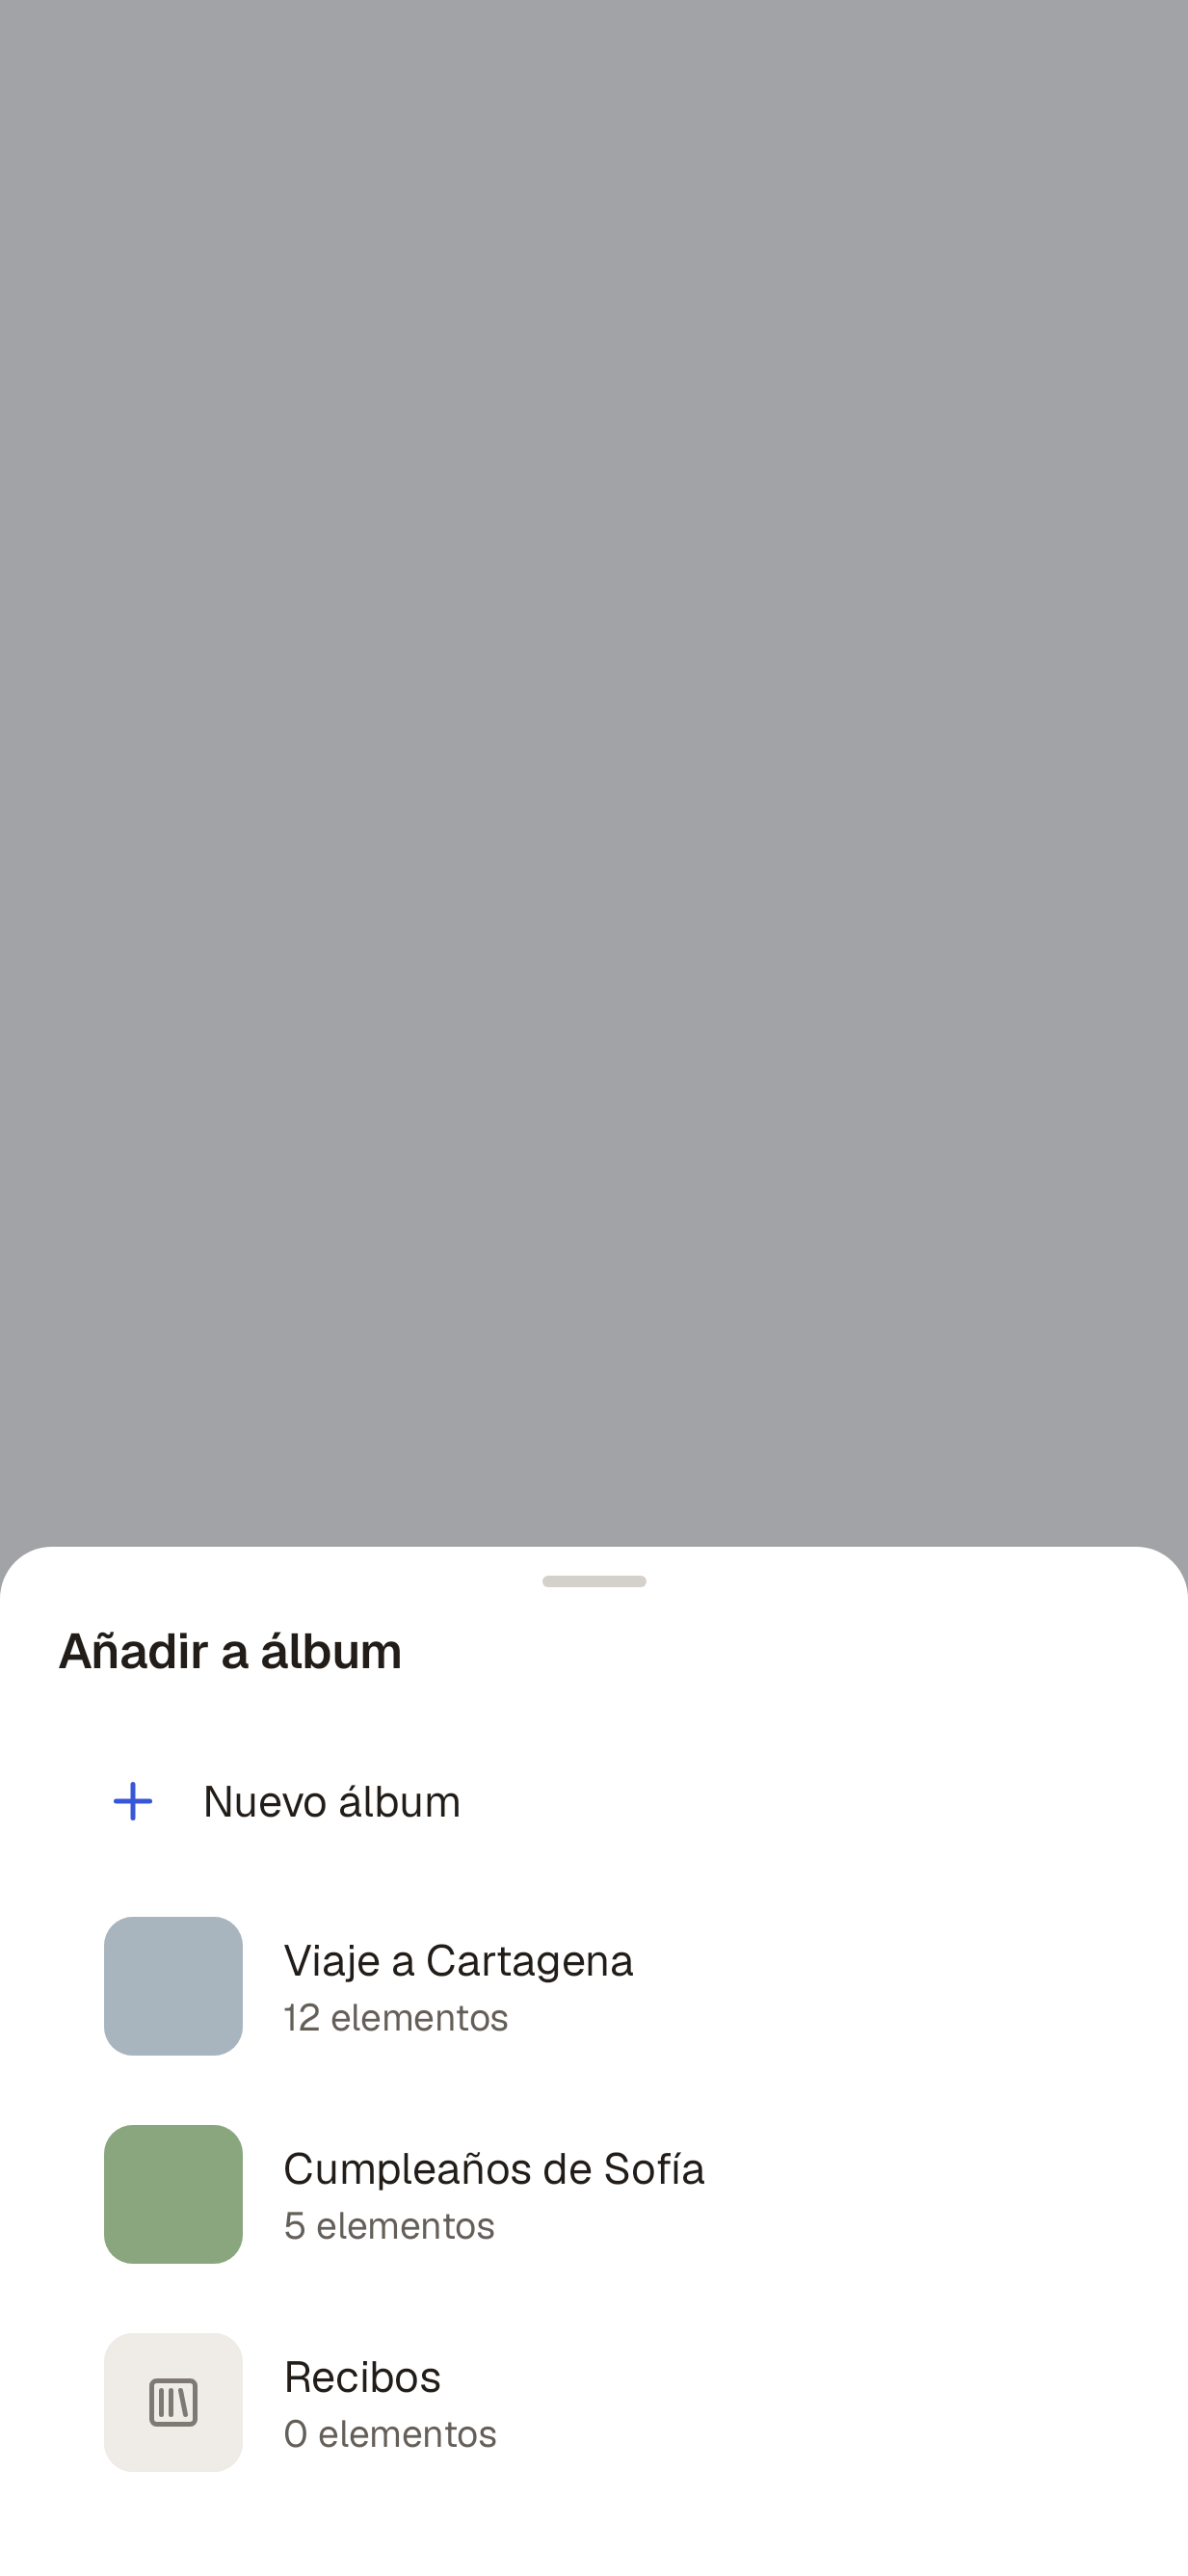 Añadir a álbum
Nuevo álbum
Viaje a Cartagena
12 elementos
Cumpleaños de Sofía
5 elementos
Recibos
0 elementos